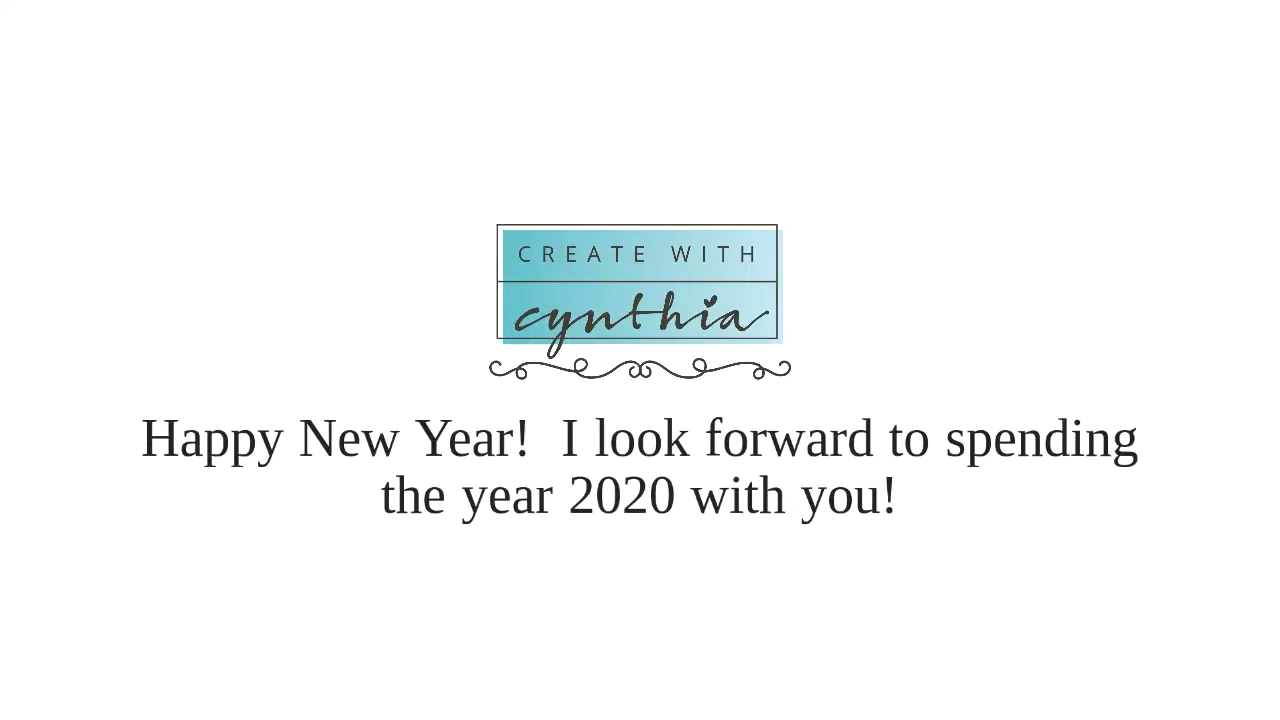 CREATE WITH
cynthia
Happy New Year!  I look forward to spending
the year 2020 with you!